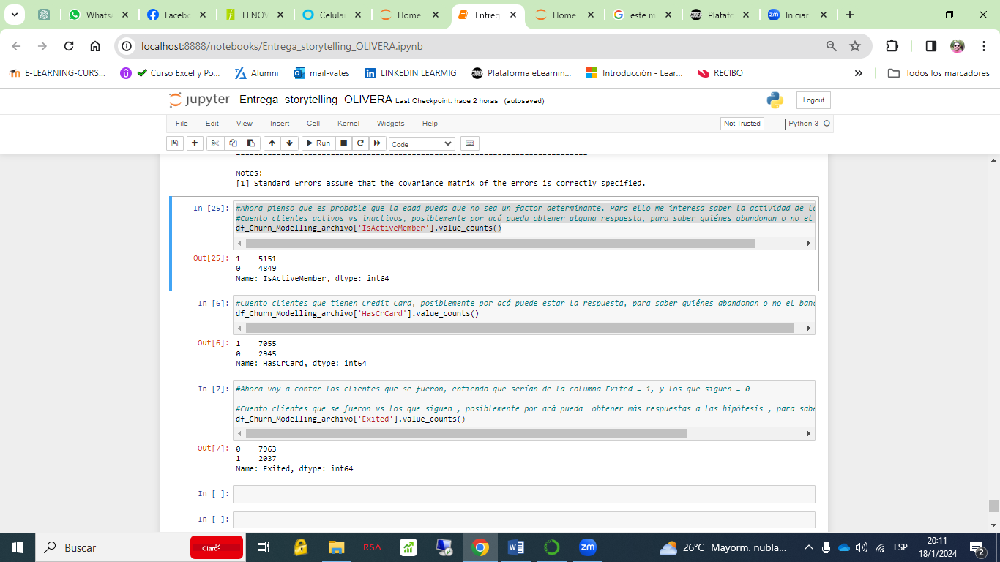 WhatsA
Faceb
LENOV
Celula
Home
Entreg
Home
este m
Platafo
Iniciar
localhost:8888/notebooks/Entrega_storytelling_OLIVERA.ipynb
E-LEARNING-CURS...
Curso Excel y Po...
Alumni
mail-vates
LINKEDIN LEARMIG
Plataforma eLearnin...
Introducción - Lear...
RECIBO
Todos los marcadores
jupyter Entrega_storytelling_OLIVERA Last Checkpoint: hace 2 horas (autosaved)
Logout
File Edit View Insert Cell Kernel Widgets Help
Not Trusted
Python 3
Run
Code
Notes:
[1] Standard Errors assume that the covariance matrix of the errors is correctly specified.
In [25]:
#Ahora pienso que es probable que la edad pueda que no sea un factor determinante. Para ello me interesa saber la actividad de lo
#Cuento clientes activos vs inactivos, posiblemente por acá pueda obtener alguna respuesta, para saber quiénes abandonan o no el
df_Churn_Modelling_archivo['IsActiveMember'].value_counts()
Out[25]:
1    5151
0    4849
Name: IsActiveMember, dtype: int64
In [6]:
#Cuento clientes que tienen Credit Card, posiblemente por acá puede estar la respuesta, para saber quiénes abandonan o no el banc
df_Churn_Modelling_archivo['HasCrCard'].value_counts()
Out[6]:
1    7055
0    2945
Name: HasCrCard, dtype: int64
In [7]:
#Ahora voy a contar los clientes que se fueron, entiendo que serían de la columna Exited = 1, y los que siguen = 0
#Cuento clientes que se fueron vs los que siguen , posiblemente por acá pueda  obtener más respuestas a las hipótesis , para sabe
df_Churn_Modelling_archivo['Exited'].value_counts()
Out[7]:
0    7963
1    2037
Name: Exited, dtype: int64
In [ ]:
In [ ]:
Buscar
Claro
RSA
zm
26°C Mayorm. nubla...
ESP
20:11
18/1/2024
2